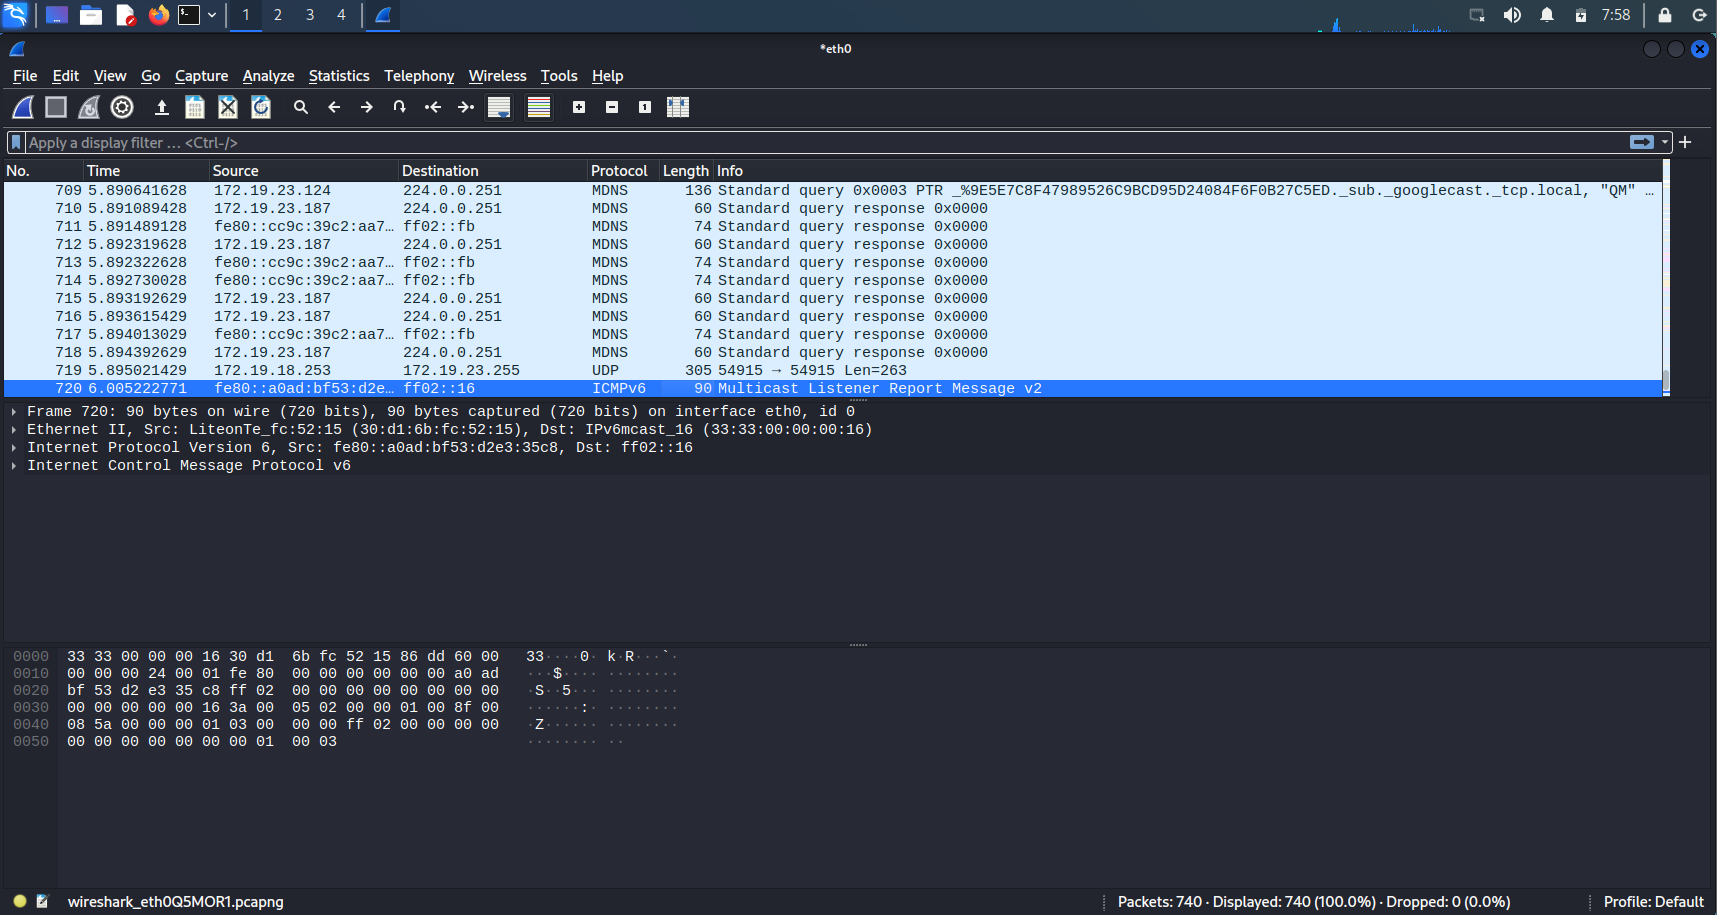 1 2 3 4 7:58
*eth0
File Edit View Go Capture Analyze Statistics Telephony Wireless Tools Help
Apply a display filter … <Ctrl-/>
No. Time Source Destination Protocol Length Info
709 5.890641628 172.19.23.124 224.0.0.251 MDNS 136 Standard query 0x0003 PTR _%9E5E7C8F47989526C9BCD95D24084F6F0B27C5ED._sub._googlecast._tcp.local, "QM" …
710 5.891089428 172.19.23.187 224.0.0.251 MDNS 60 Standard query response 0x0000
711 5.891489128 fe80::cc9c:39c2:aa7… ff02::fb MDNS 74 Standard query response 0x0000
712 5.892319628 172.19.23.187 224.0.0.251 MDNS 60 Standard query response 0x0000
713 5.892322628 fe80::cc9c:39c2:aa7… ff02::fb MDNS 74 Standard query response 0x0000
714 5.892730028 fe80::cc9c:39c2:aa7… ff02::fb MDNS 74 Standard query response 0x0000
715 5.893192629 172.19.23.187 224.0.0.251 MDNS 60 Standard query response 0x0000
716 5.893615429 172.19.23.187 224.0.0.251 MDNS 60 Standard query response 0x0000
717 5.894013029 fe80::cc9c:39c2:aa7… ff02::fb MDNS 74 Standard query response 0x0000
718 5.894392629 172.19.23.187 224.0.0.251 MDNS 60 Standard query response 0x0000
719 5.895021429 172.19.18.253 172.19.23.255 UDP 305 54915 → 54915 Len=263
720 6.005222771 fe80::a0ad:bf53:d2e… ff02::16 ICMPv6 90 Multicast Listener Report Message v2
Frame 720: 90 bytes on wire (720 bits), 90 bytes captured (720 bits) on interface eth0, id 0
Ethernet II, Src: LiteonTe_fc:52:15 (30:d1:6b:fc:52:15), Dst: IPv6mcast_16 (33:33:00:00:00:16)
Internet Protocol Version 6, Src: fe80::a0ad:bf53:d2e3:35c8, Dst: ff02::16
Internet Control Message Protocol v6
0000 33 33 00 00 00 16 30 d1 6b fc 52 15 86 dd 60 00 33····0· k·R···`·
0010 00 00 00 24 00 01 fe 80 00 00 00 00 00 00 a0 ad ···$···· ········
0020 bf 53 d2 e3 35 c8 ff 02 00 00 00 00 00 00 00 00 ·S··5··· ········
0030 00 00 00 00 00 16 3a 00 05 02 00 00 01 00 8f 00 ······:· ········
0040 08 5a 00 00 00 01 03 00 00 00 ff 02 00 00 00 00 ·Z······ ········
0050 00 00 00 00 00 00 00 01 00 03 ········ ··
wireshark_eth0Q5MOR1.pcapng Packets: 740 · Displayed: 740 (100.0%) · Dropped: 0 (0.0%) Profile: Default